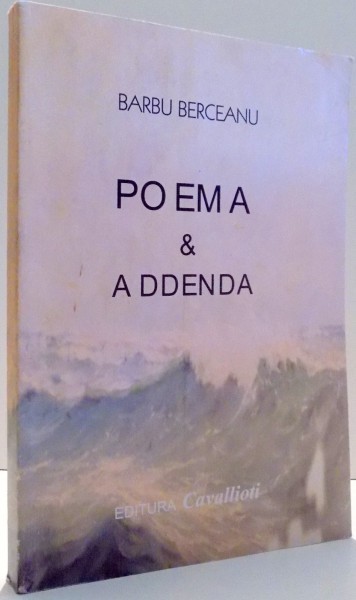 BARBU BERCEANU
POEMA
&
ADDENDA
EDITURA Cavallioti